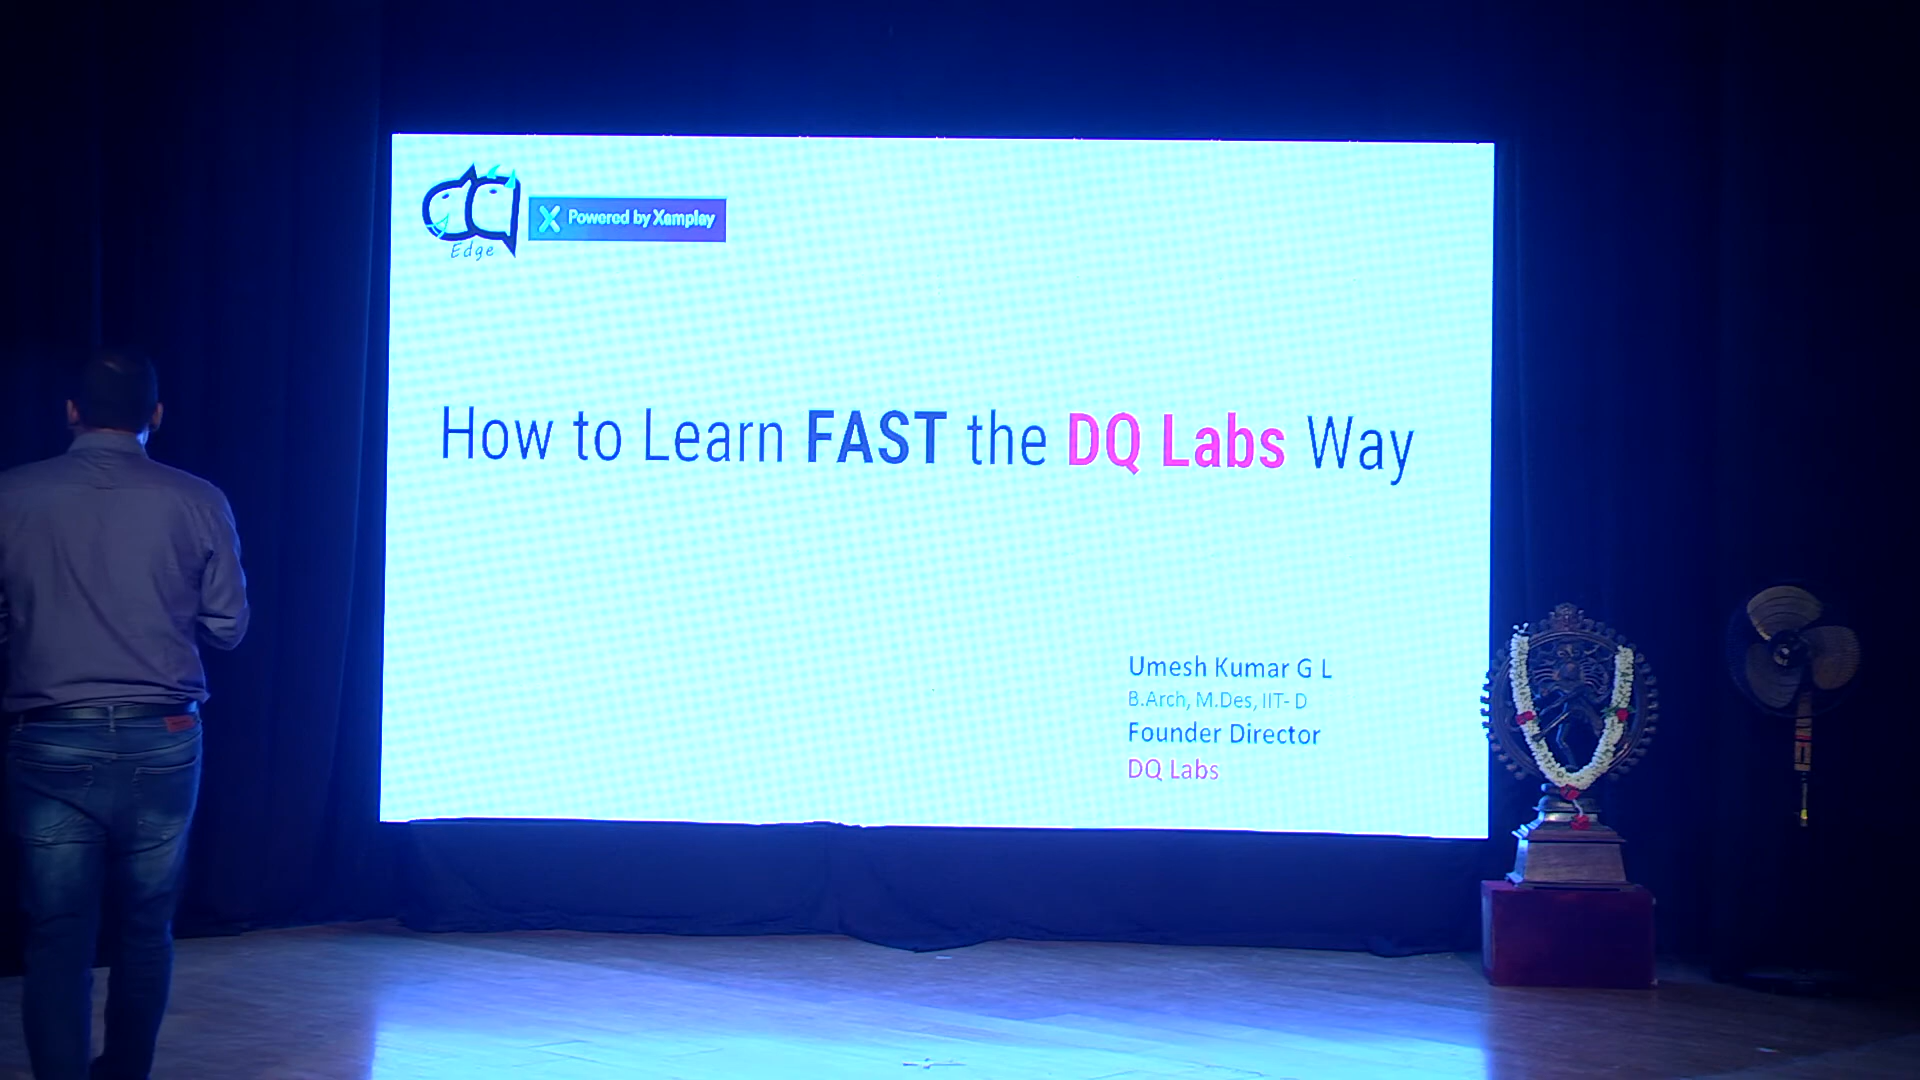 Edge
X Powered by Xamplay
How to Learn FAST the DQ Labs Way
Umesh Kumar G L
B.Arch, M.Des, IIT- D
Founder Director
DQ Labs